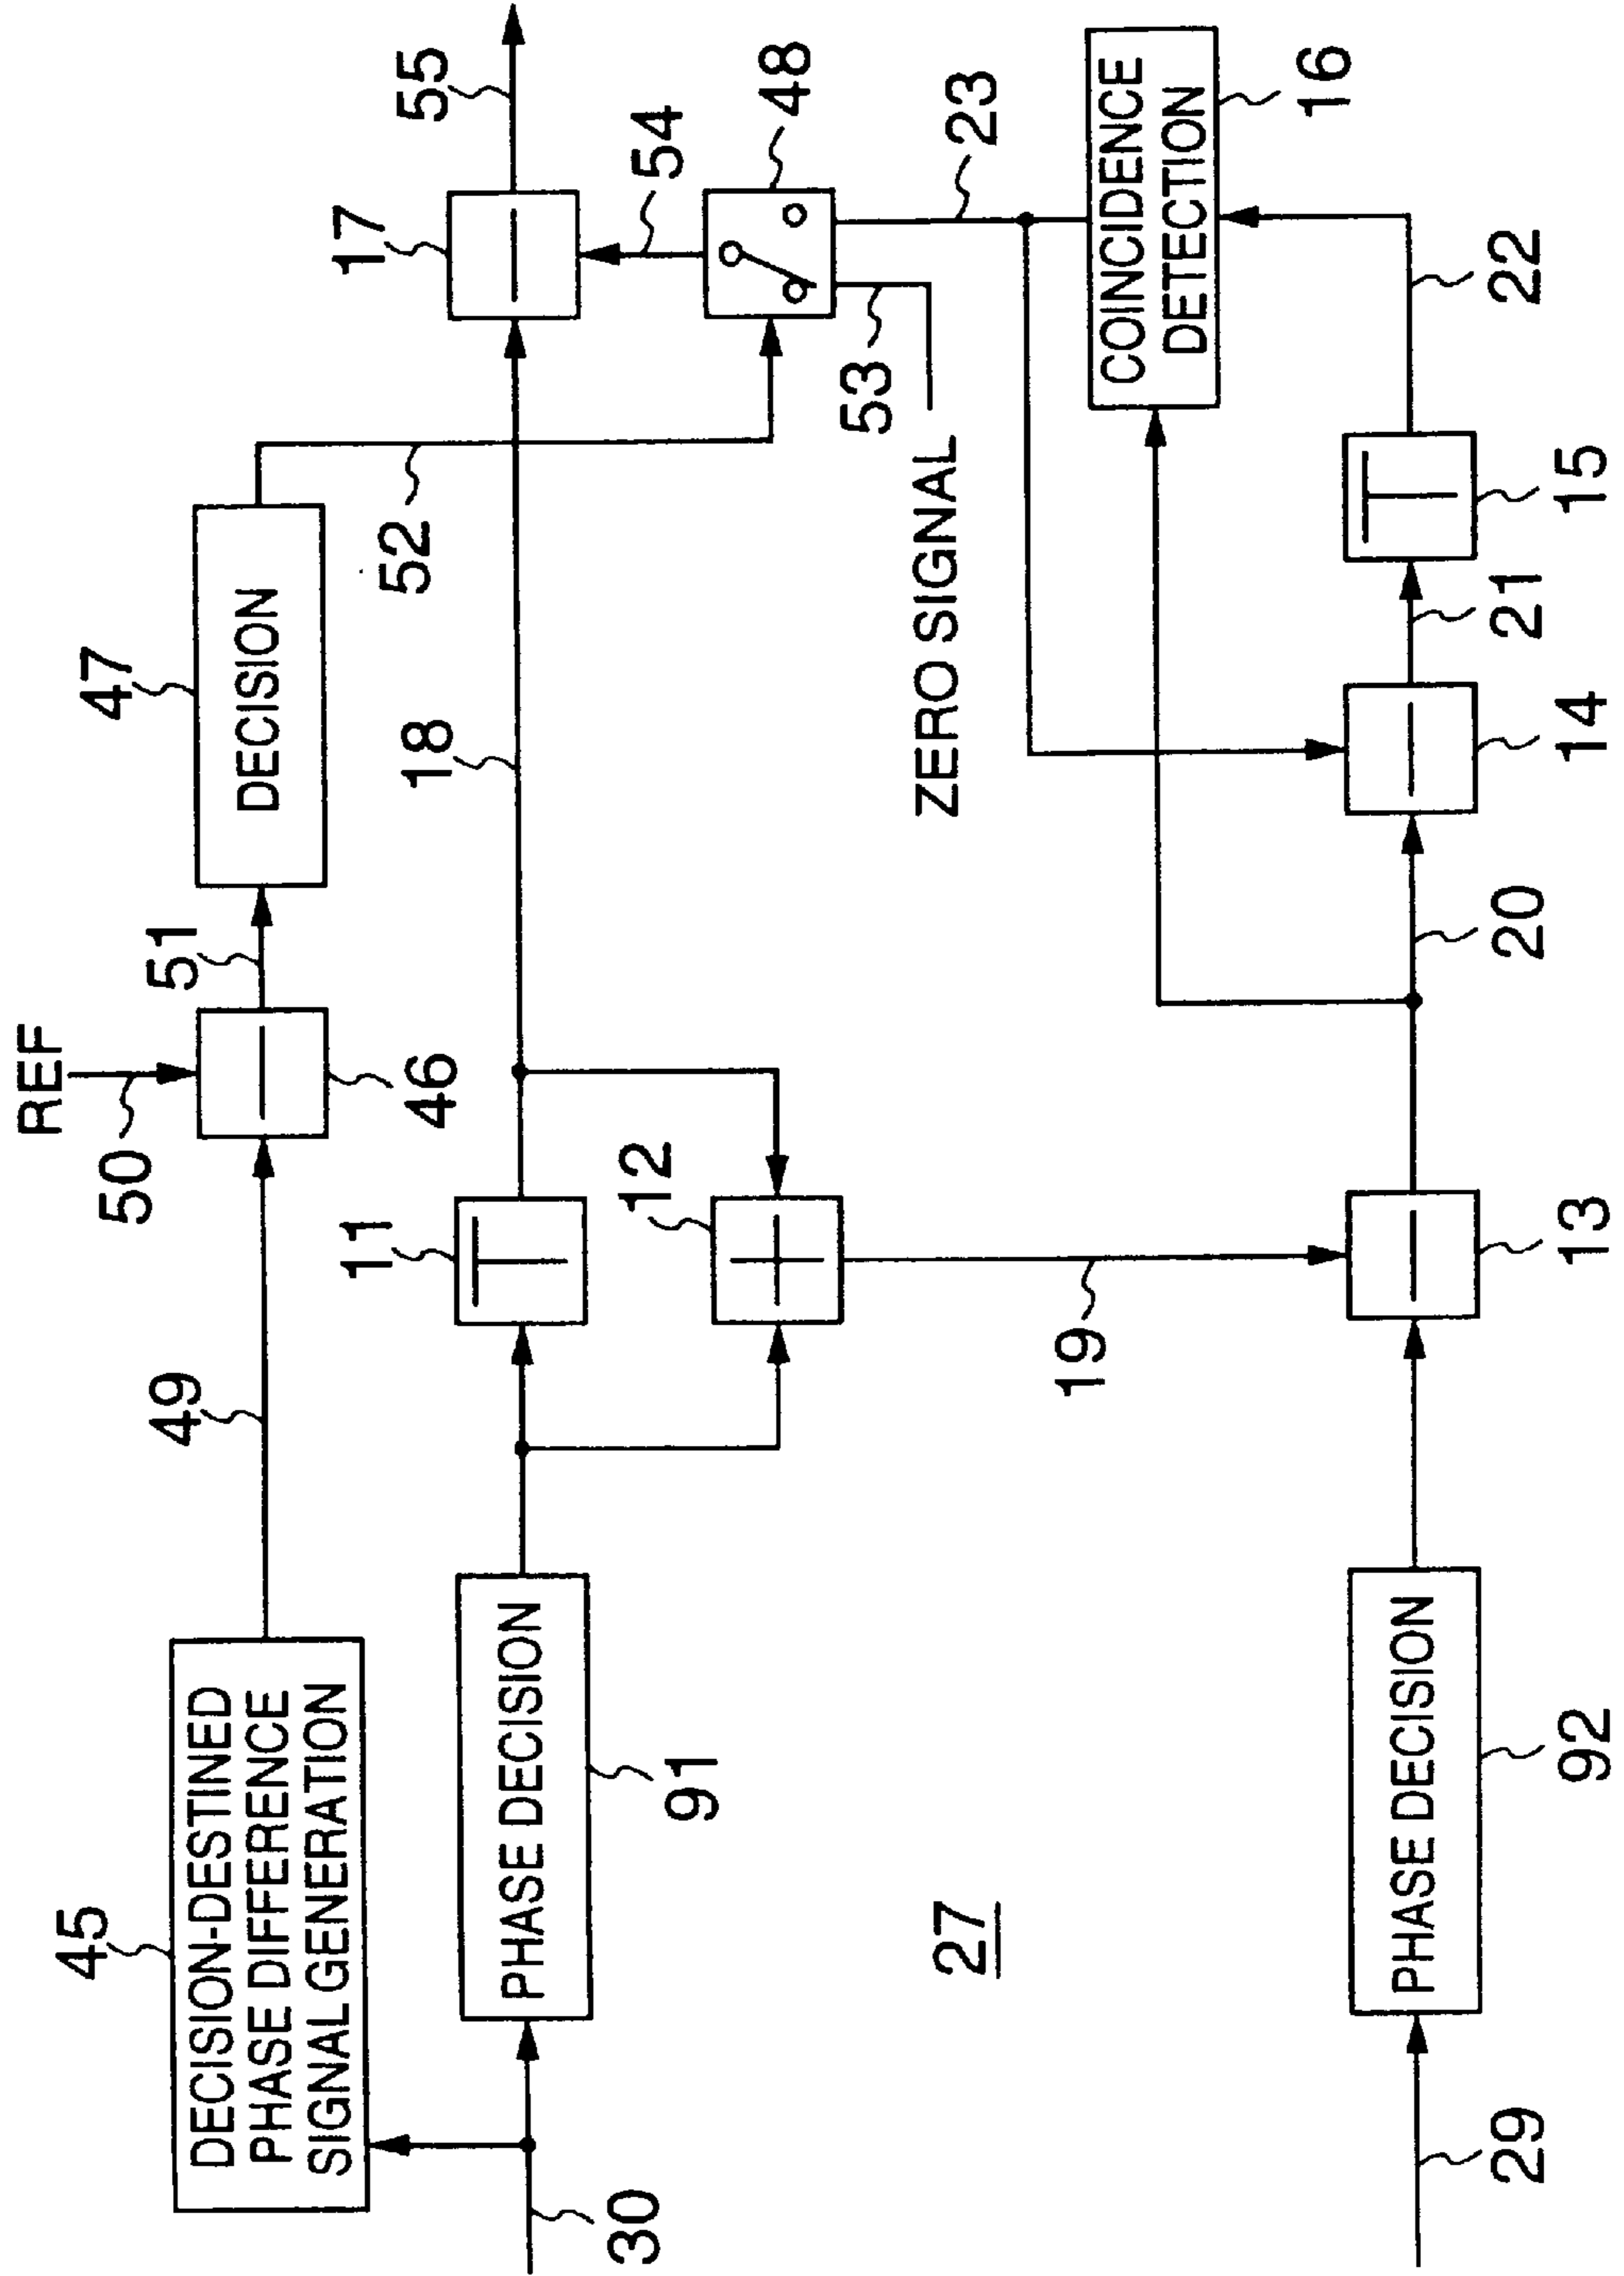 45
DECISION-DESTINED
PHASE DIFFERENCE
SIGNAL GENERATION
49
REF
50
46
51
47
DECISION
52
30
PHASE DECISION
91
11
12
18
17
55
54
48
53
ZERO SIGNAL
23
19
27
29
PHASE DECISION
92
13
20
14
21
15
22
COINCIDENCE
DETECTION
16